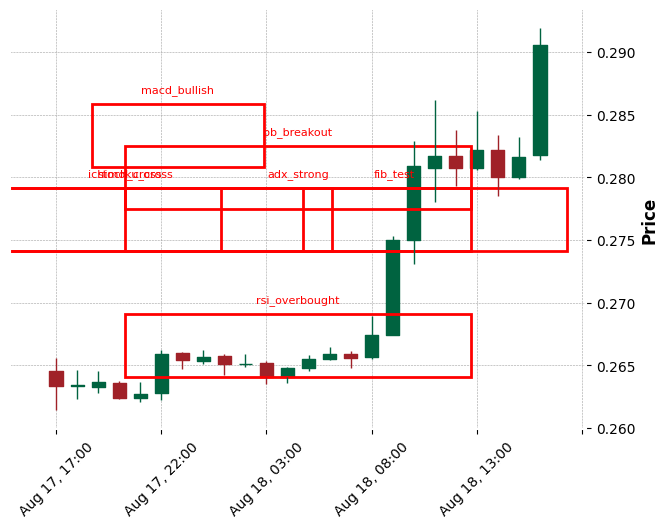 macd_bullish
bb_breakout
stoch_cross
adx_strong
fib_test
rsi_overbought
0.290
0.285
0.280
0.275
0.270
0.265
0.260
Price
Aug 17, 17:00
Aug 17, 22:00
Aug 18, 03:00
Aug 18, 08:00
Aug 18, 13:00